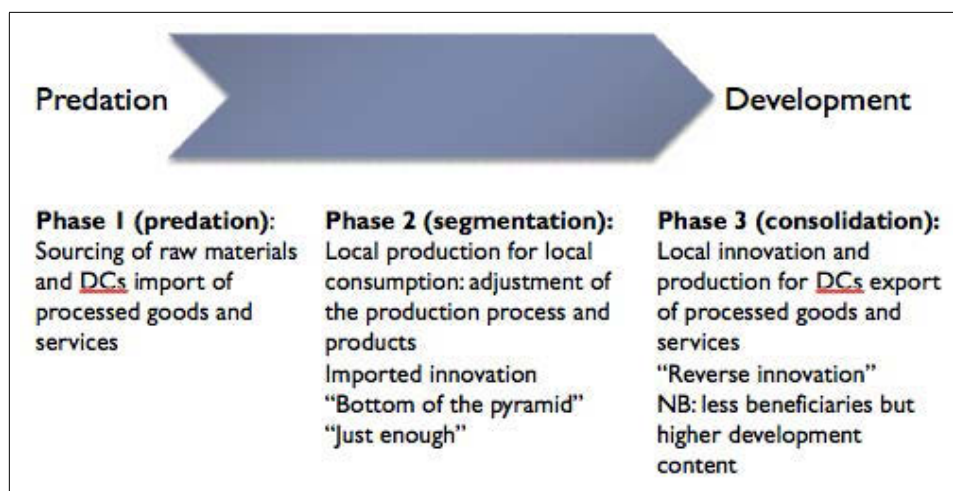 Predation
Development
Phase 1 (predation):
Sourcing of raw materials
and DCs import of
processed goods and
services
Phase 2 (segmentation):
Local production for local
consumption: adjustment of
the production process and
products
Imported innovation
“Bottom of the pyramid”
“Just enough”
Phase 3 (consolidation):
Local innovation and
production for DCs export
of processed goods and
services
“Reverse innovation”
NB: less beneficiaries but
higher development
content